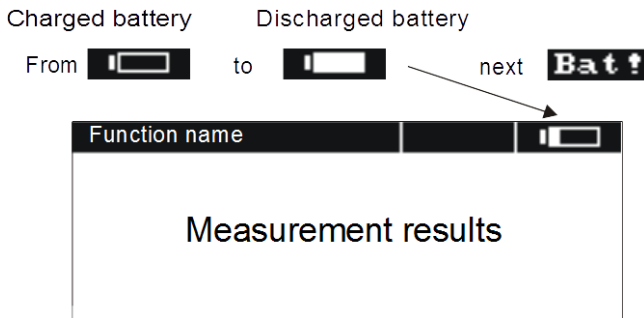 Charged battery Discharged battery
From to next Bat!
Function name
Measurement results